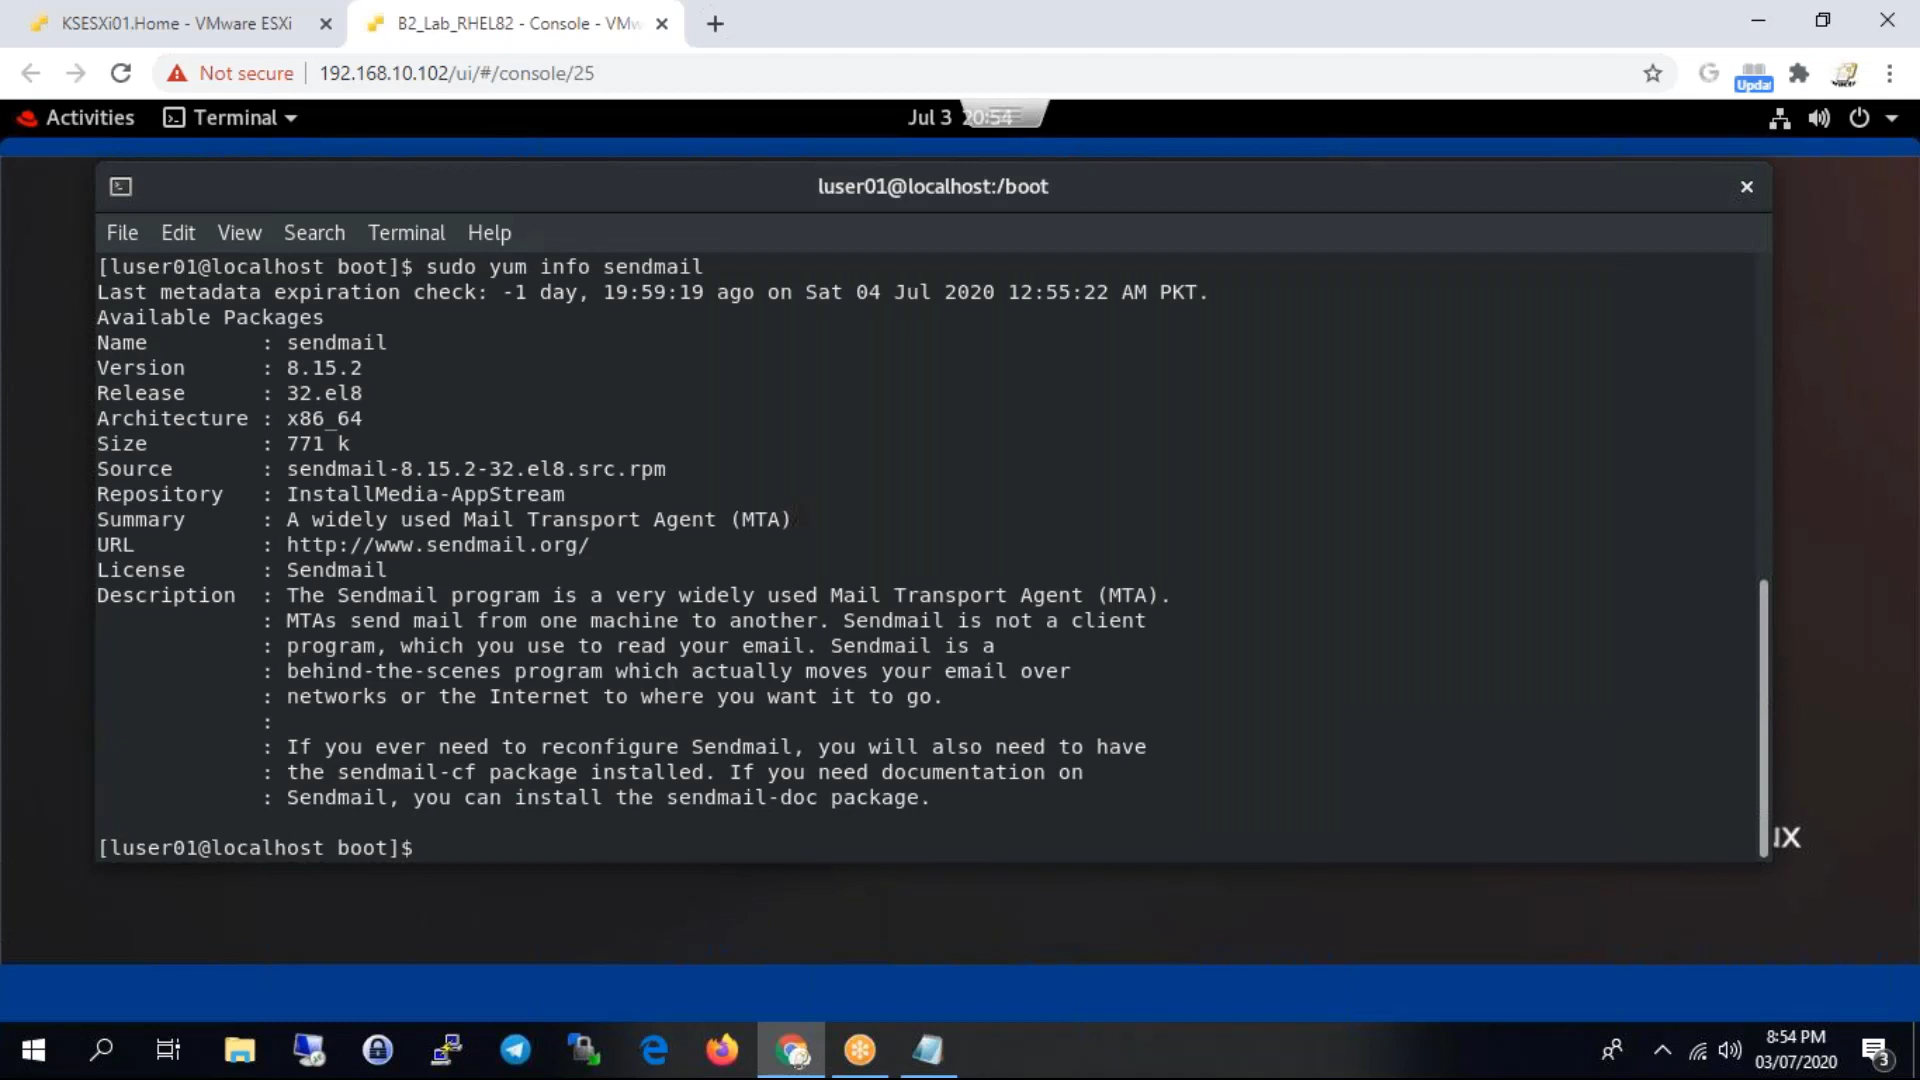 KSESXi01.Home - VMware ESXi
B2_Lab_RHEL82 - Console - VMw
Not secure
192.168.10.102/ui/#/console/25
Updat
Activities
Terminal
Jul 3 20:54
luser01@localhost:/boot
File Edit View Search Terminal Help
[luser01@localhost boot]$ sudo yum info sendmail
Last metadata expiration check: -1 day, 19:59:19 ago on Sat 04 Jul 2020 12:55:22 AM PKT.
Available Packages
Name : sendmail
Version : 8.15.2
Release : 32.el8
Architecture : x86_64
Size : 771 k
Source : sendmail-8.15.2-32.el8.src.rpm
Repository : InstallMedia-AppStream
Summary : A widely used Mail Transport Agent (MTA)
URL : http://www.sendmail.org/
License : Sendmail
Description : The Sendmail program is a very widely used Mail Transport Agent (MTA).
: MTAs send mail from one machine to another. Sendmail is not a client
: program, which you use to read your email. Sendmail is a
: behind-the-scenes program which actually moves your email over
: networks or the Internet to where you want it to go.
:
: If you ever need to reconfigure Sendmail, you will also need to have
: the sendmail-cf package installed. If you need documentation on
: Sendmail, you can install the sendmail-doc package.
[luser01@localhost boot]$
8:54 PM
03/07/2020
3